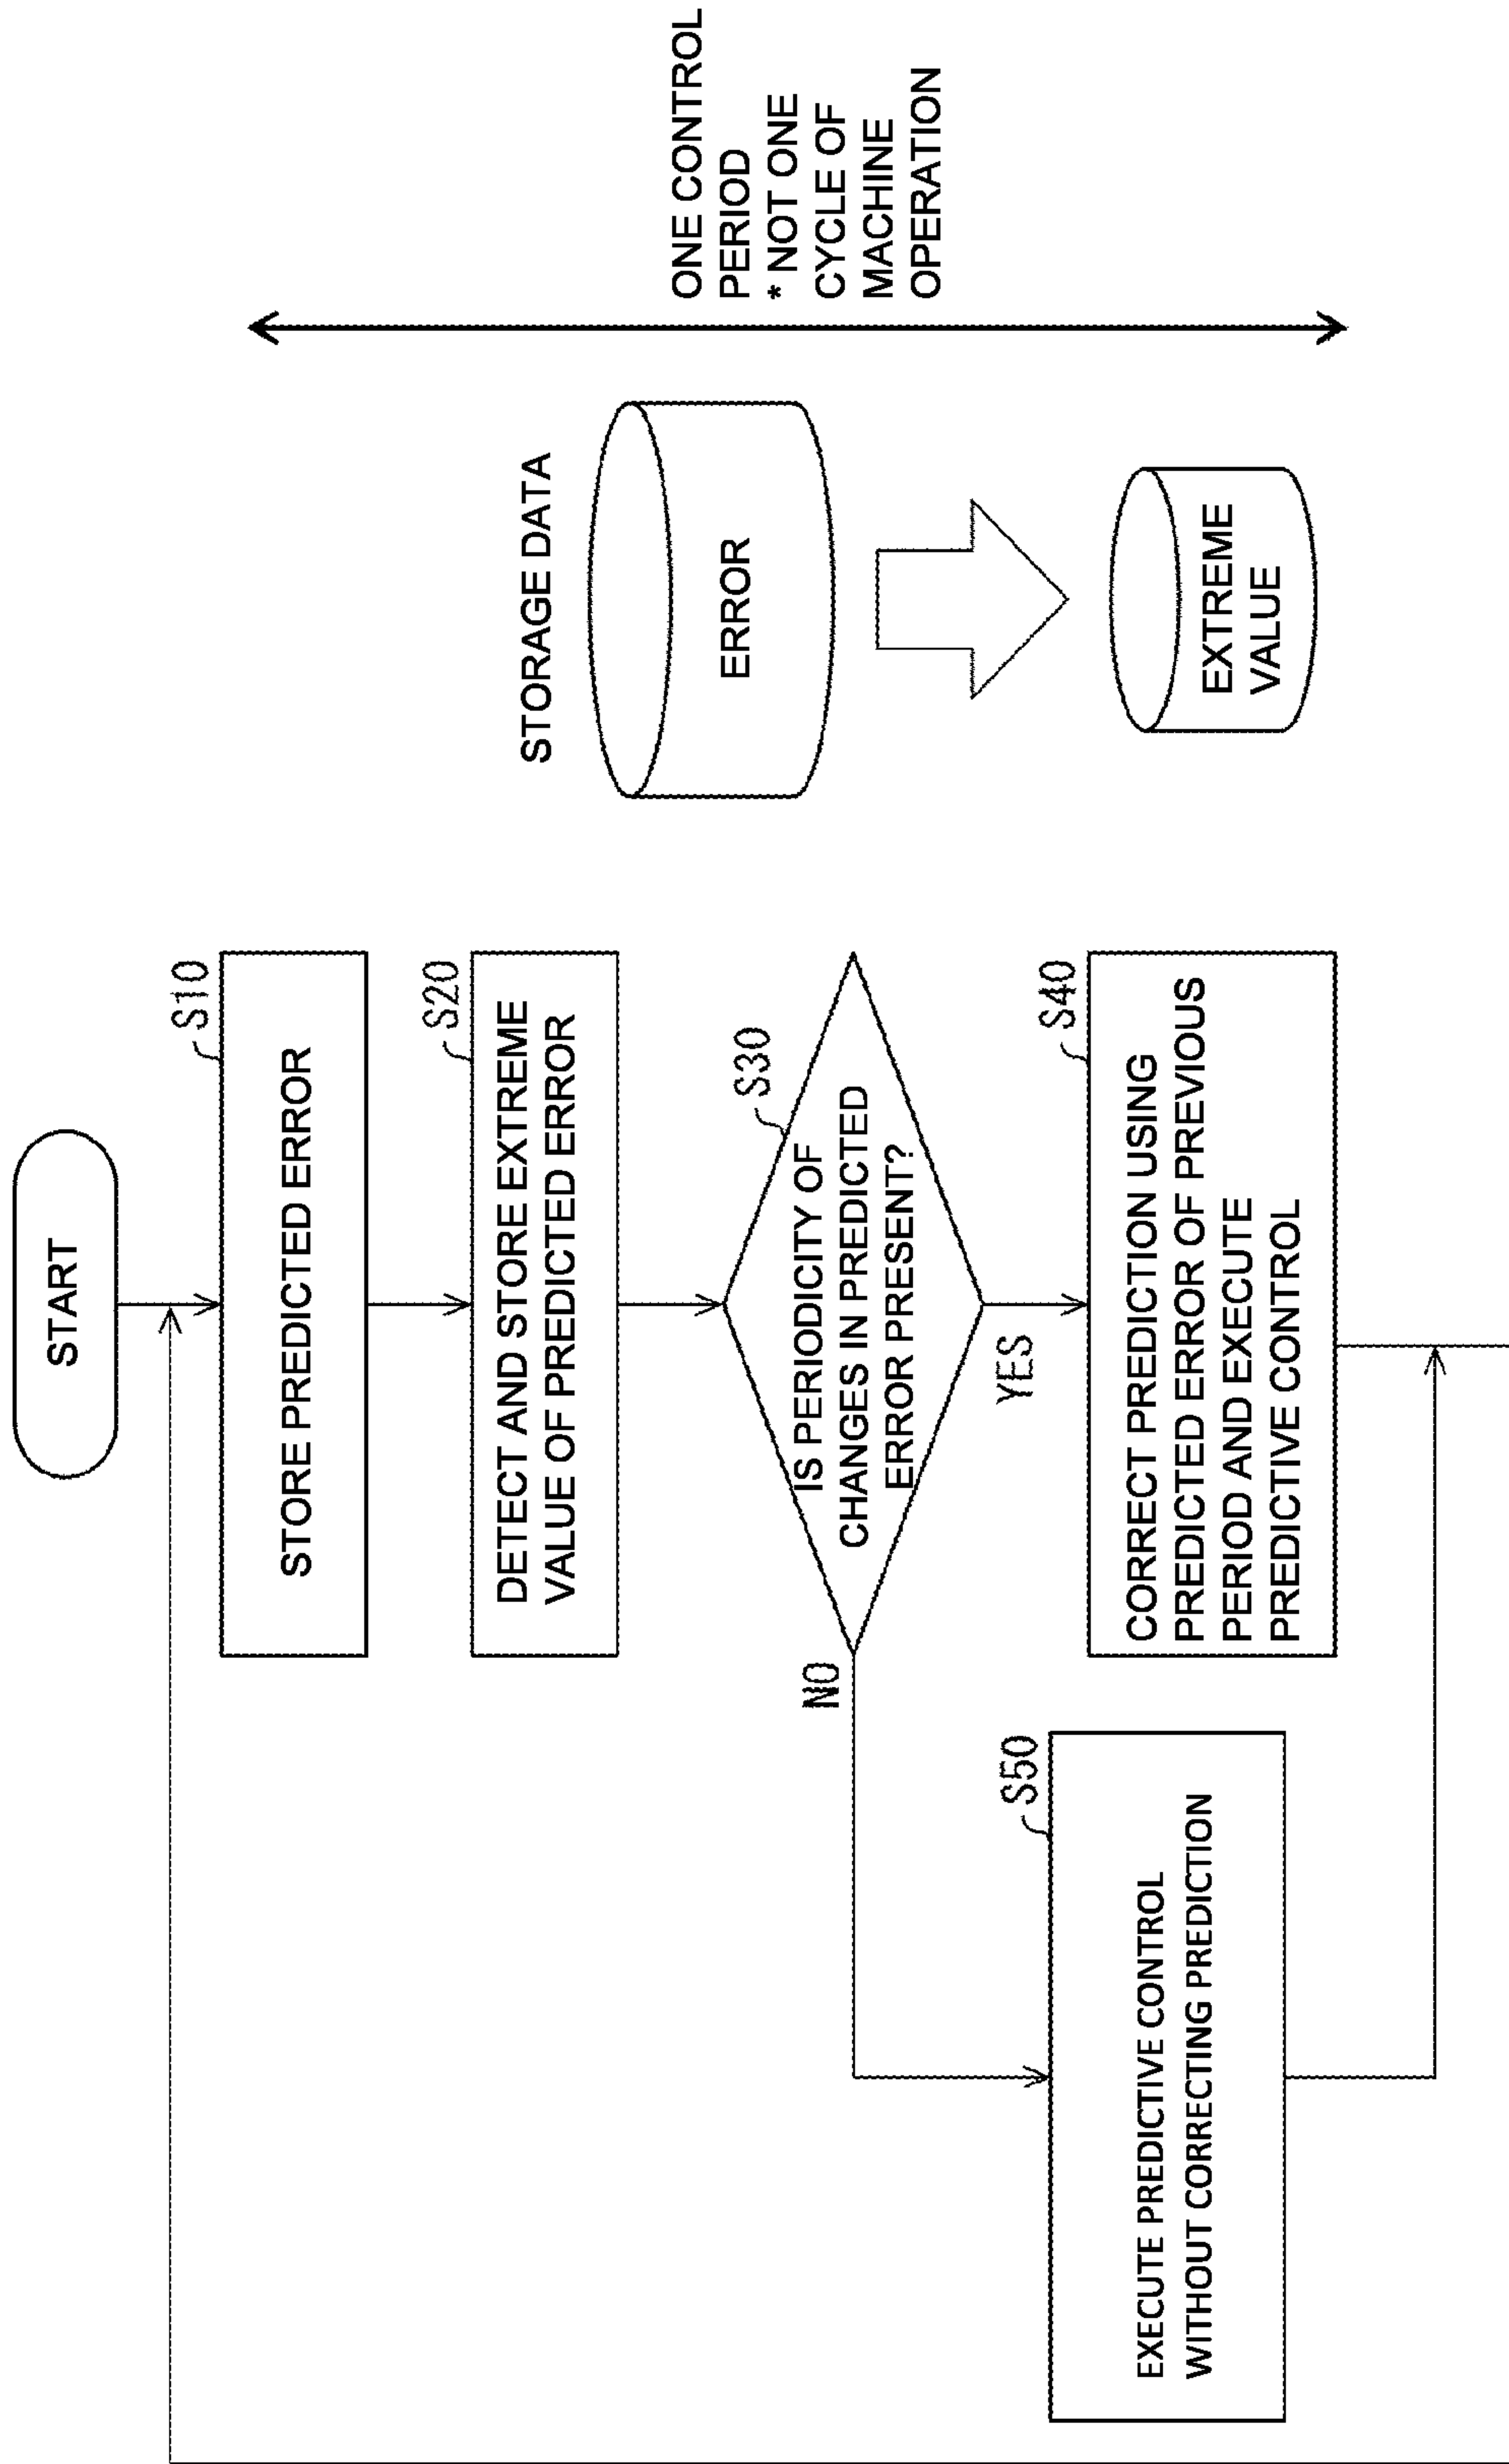 START
S10
STORE PREDICTED ERROR
S20
DETECT AND STORE EXTREME
VALUE OF PREDICTED ERROR
S30
IS PERIODICITY OF
CHANGES IN PREDICTED
ERROR PRESENT?
NO
YES
S40
CORRECT PREDICTION USING
PREDICTED ERROR OF PREVIOUS
PERIOD AND EXECUTE
PREDICTIVE CONTROL
S50
EXECUTE PREDICTIVE CONTROL
WITHOUT CORRECTING PREDICTION
STORAGE DATA
ERROR
EXTREME
VALUE
ONE CONTROL
PERIOD
* NOT ONE
CYCLE OF
MACHINE
OPERATION